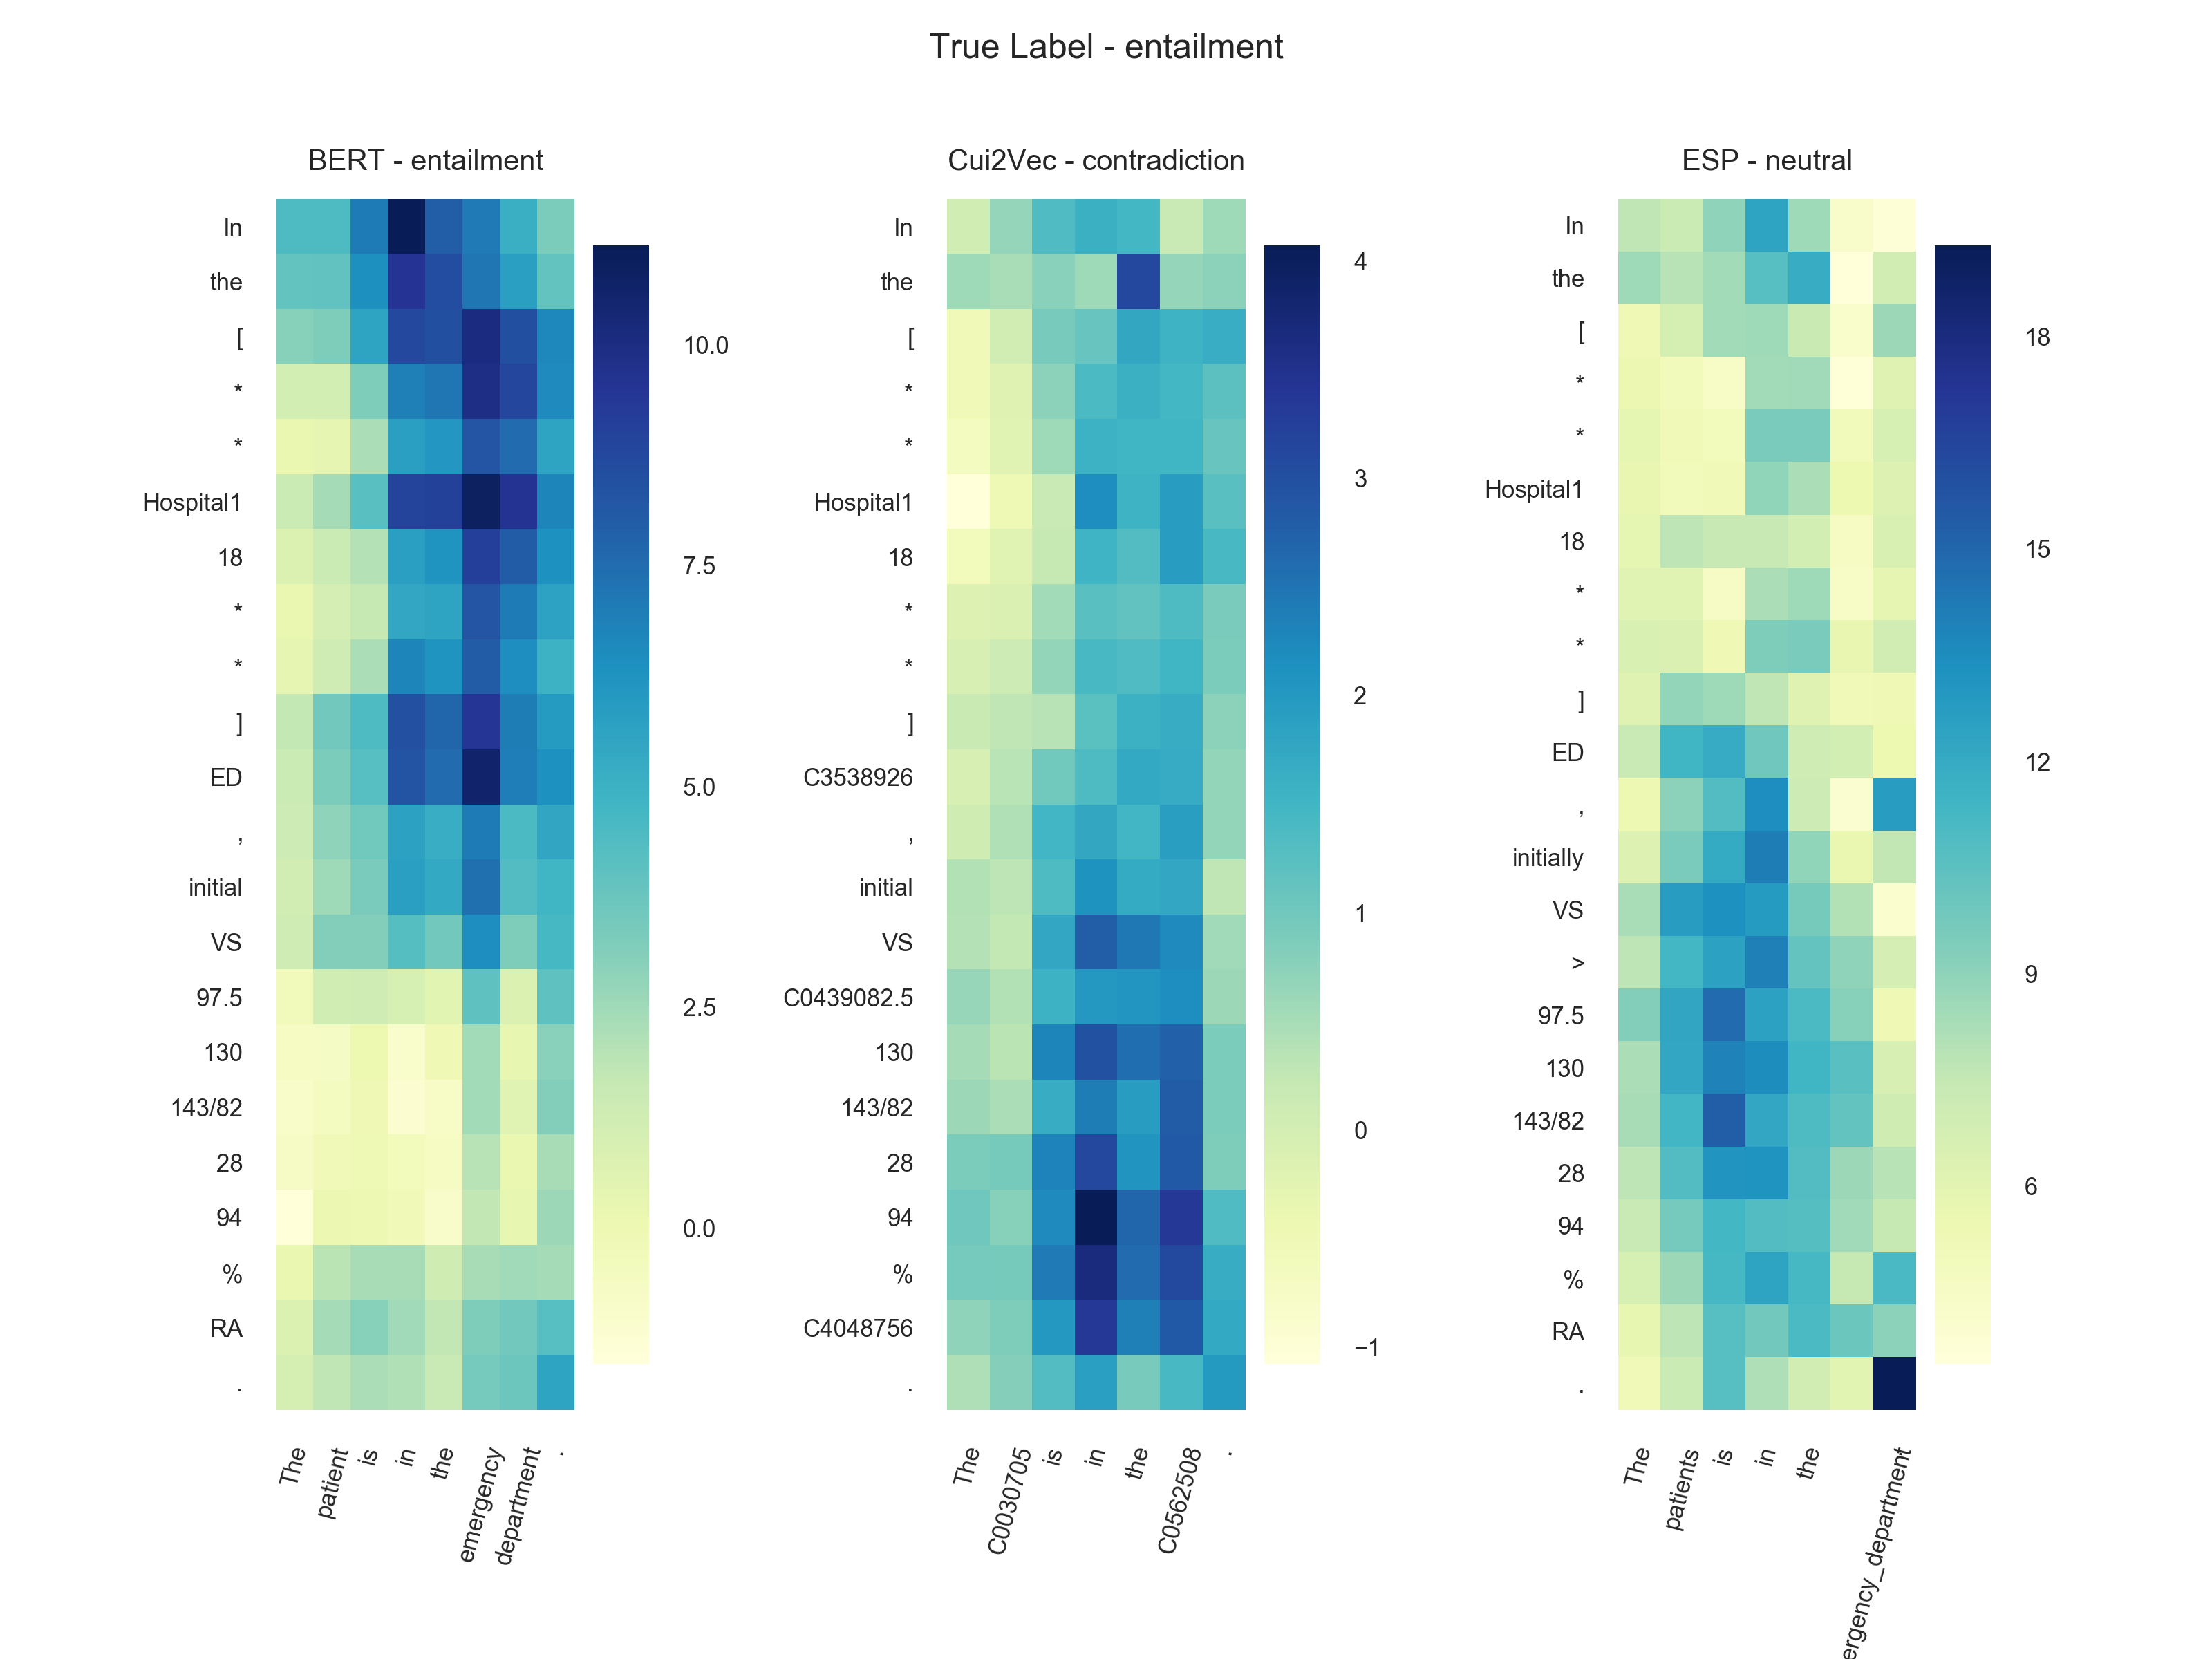 True Label - entailment
BERT - entailment
In
the
[
*
*
Hospital1
18
*
*
]
ED
,
initial
VS
97.5
130
143/82
28
94
%
RA
.
The
patient
is
in
the
emergency
department
.
10.0
7.5
5.0
2.5
0.0
Cui2Vec - contradiction
In
the
[
*
*
Hospital1
18
*
*
]
C3538926
,
initial
VS
C0439082.5
130
143/82
28
94
%
C4048756
.
The
C0030705
is
in
the
C0562508
.
4
3
2
1
0
−1
ESP - neutral
In
the
[
*
*
Hospital1
18
*
*
]
ED
,
initially
VS
>
97.5
130
143/82
28
94
%
RA
.
The
patients
is
in
the
ergency_department
18
15
12
9
6